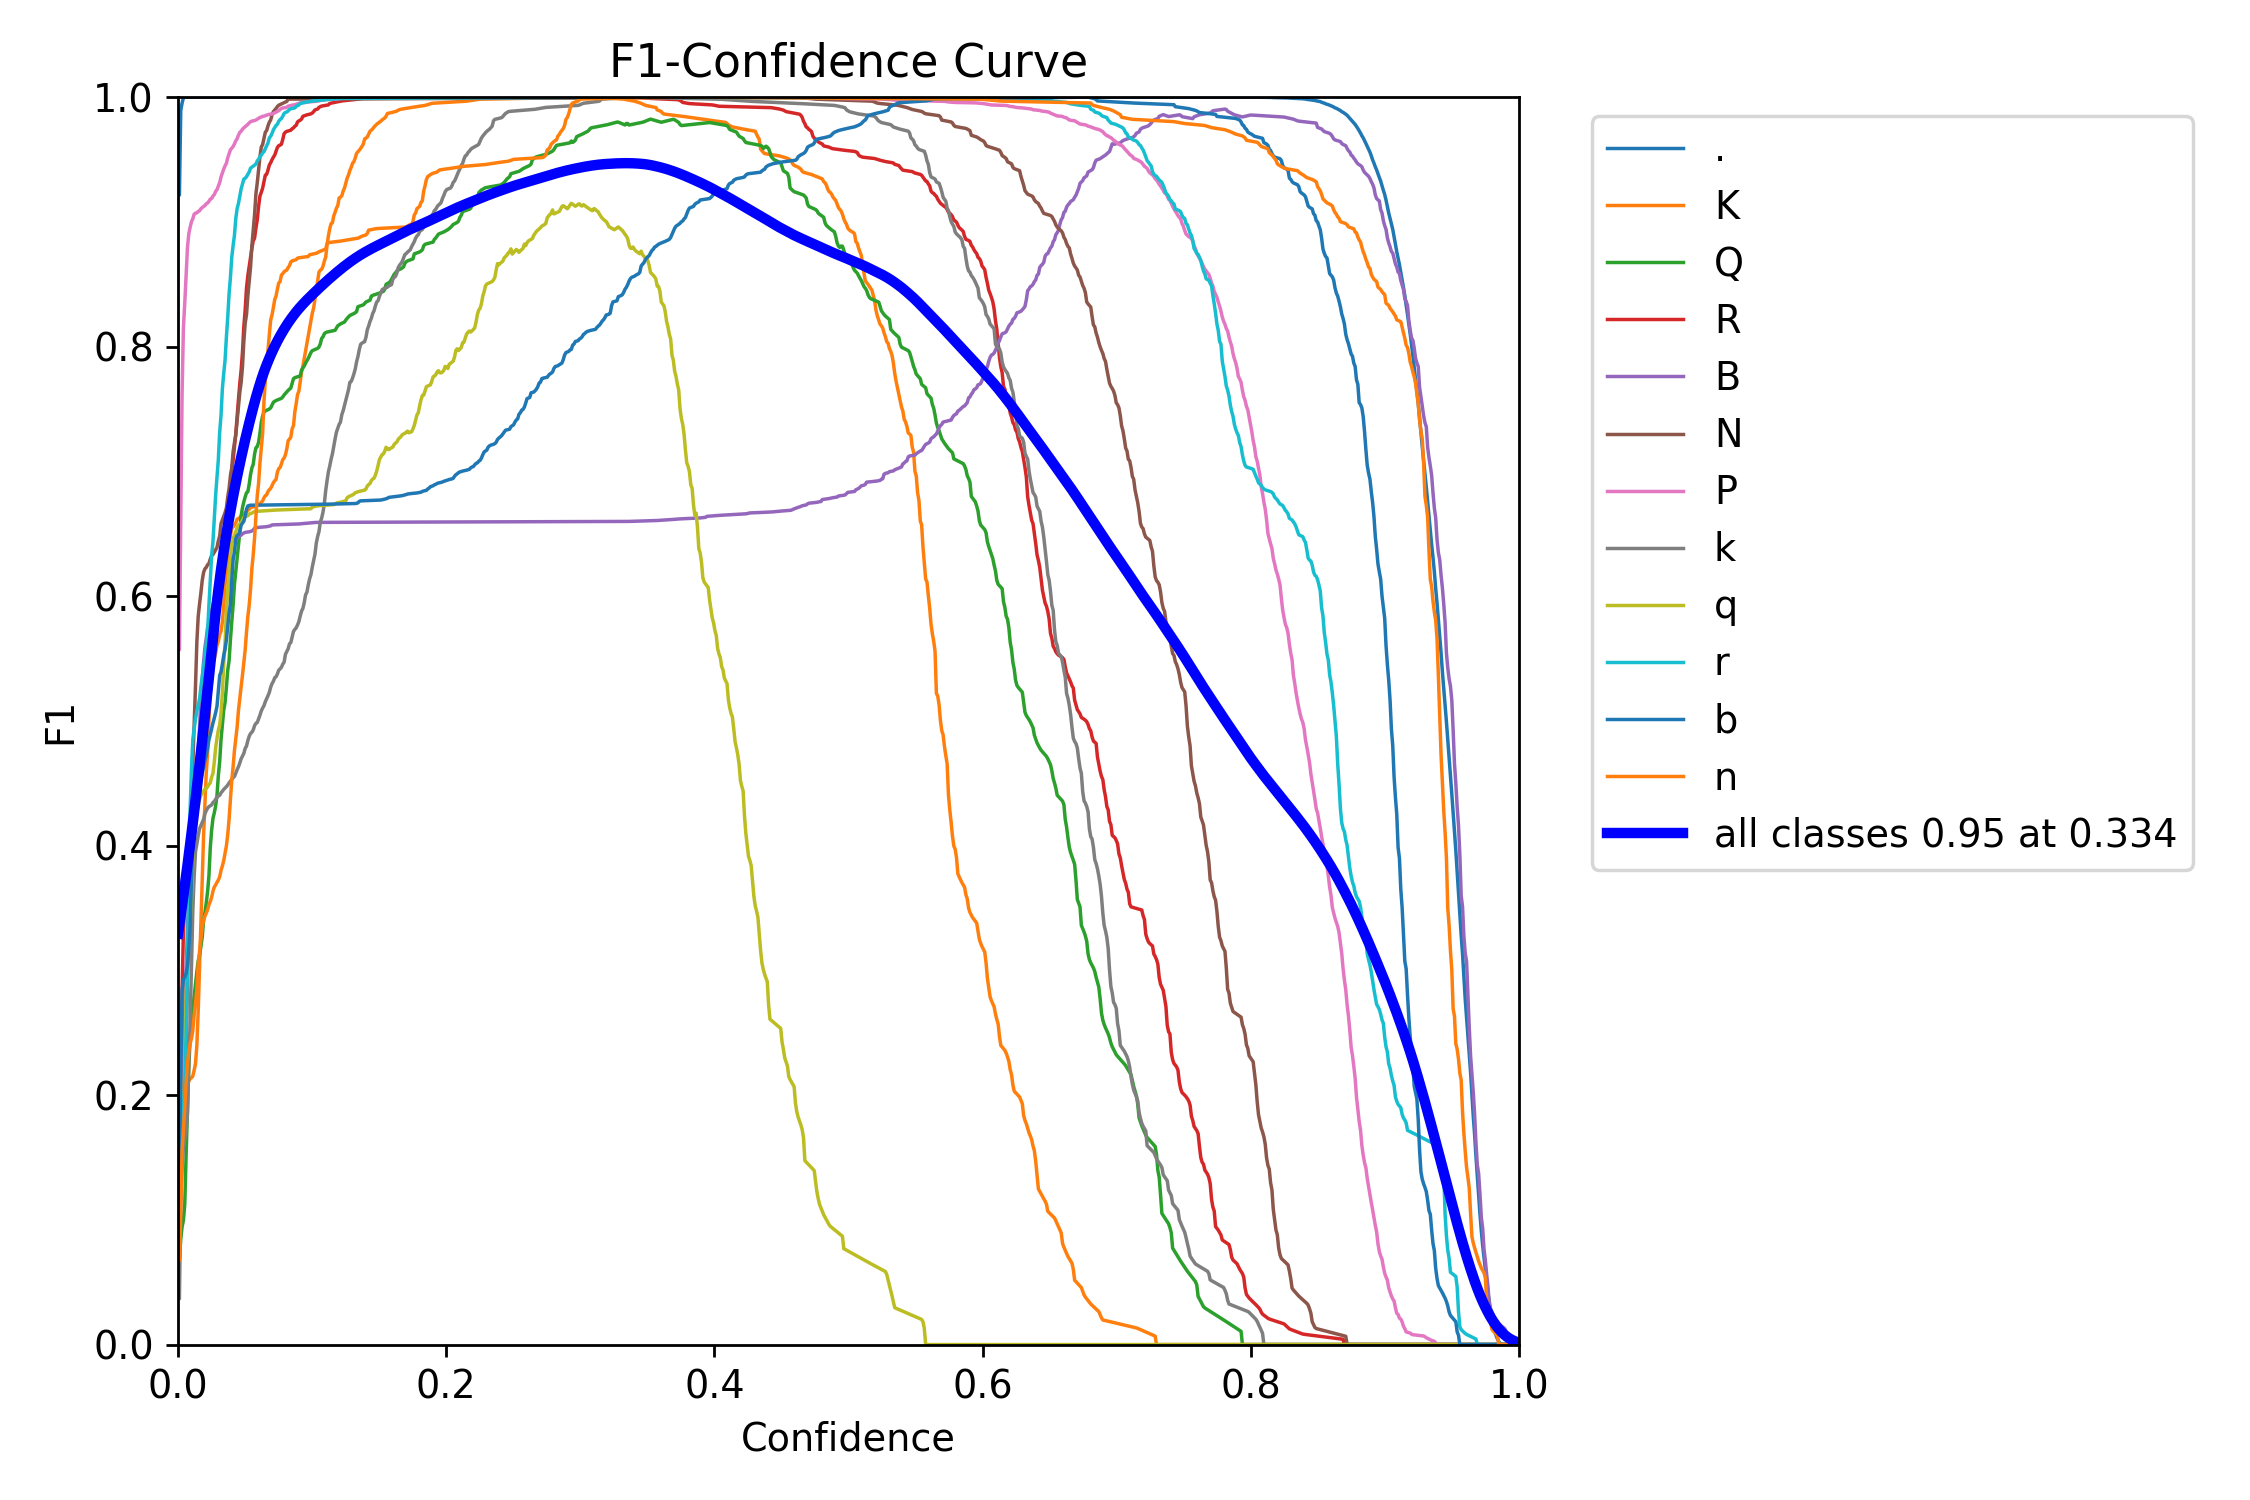 F1-Confidence Curve
1.0
0.8
0.6
0.4
0.2
0.0
F1
0.0 0.2 0.4 0.6 0.8 1.0
Confidence
.
K
Q
R
B
N
P
k
q
r
b
n
all classes 0.95 at 0.334